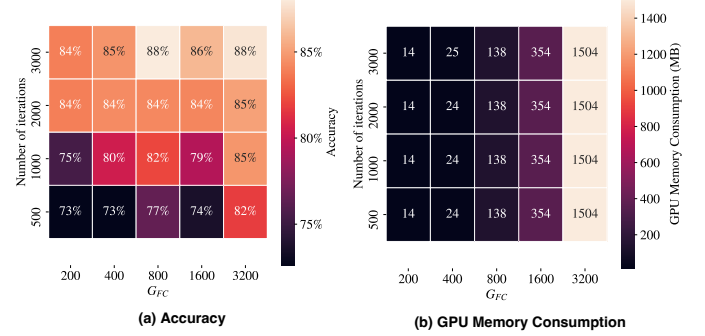 Number of iterations
3000
84% 85% 88% 86% 88%
2000
84% 84% 84% 84% 85%
1000
75% 80% 82% 79% 85%
500
73% 73% 77% 74% 82%
200 400 800 1600 3200
G_FC
85%
80%
75%
Accuracy
(a) Accuracy
Number of iterations
3000
14 25 138 354 1504
2000
14 24 138 354 1504
1000
14 24 138 354 1504
500
14 24 138 354 1504
200 400 800 1600 3200
G_FC
1400
1200
1000
800
600
400
200
GPU Memory Consumption (MB)
(b) GPU Memory Consumption